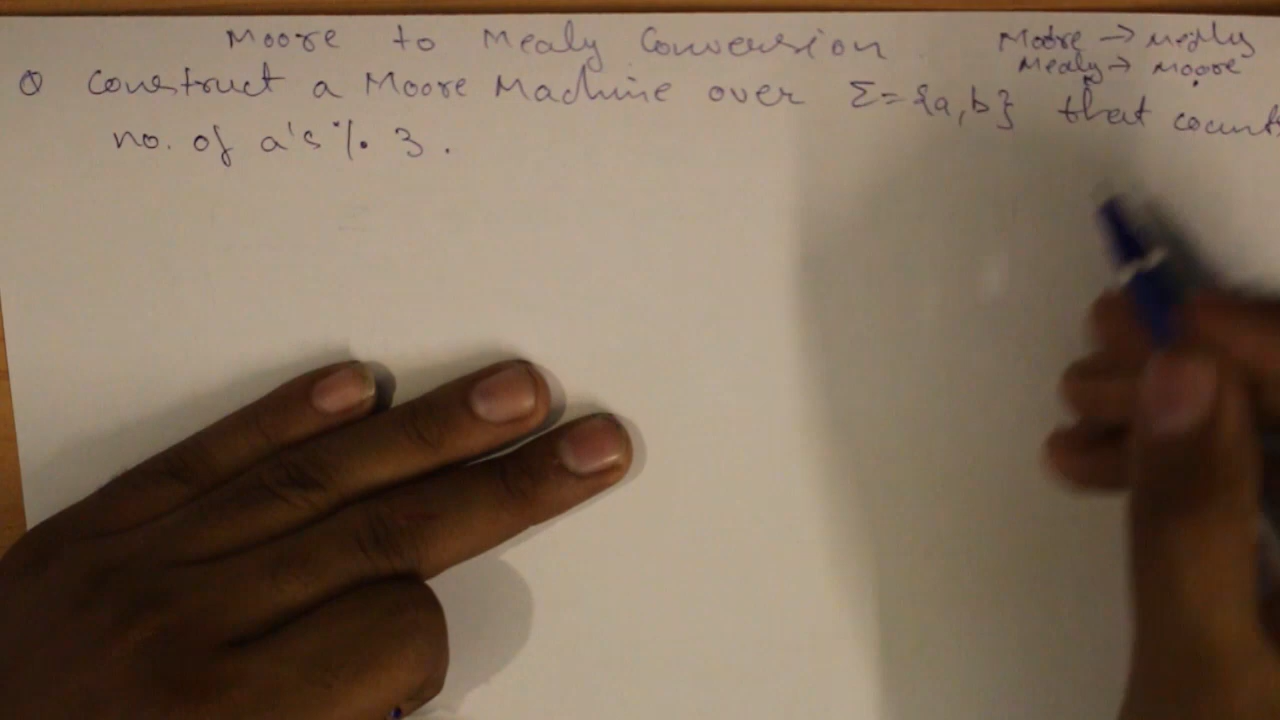 Moore to Mealy Conversion
Moore → Mealy
Mealy → Moore
Q Construct a Moore Machine over Σ={a,b} that counts
no. of a's % 3.